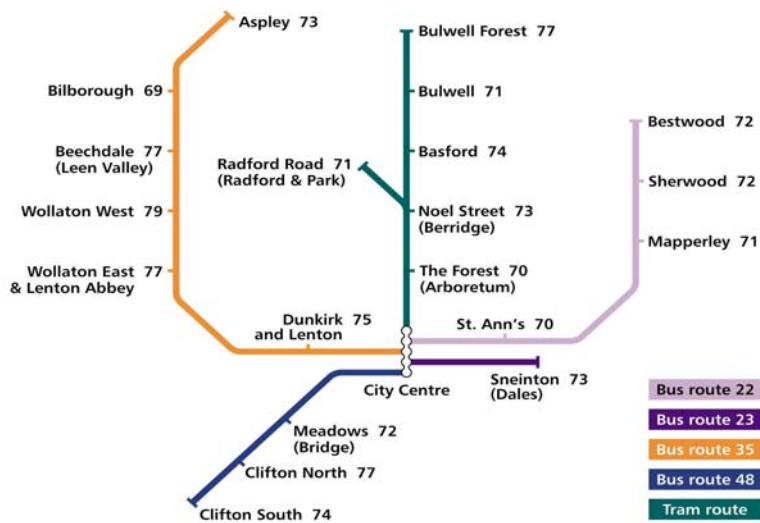 Aspley 73
Bilborough 69
Beechdale 77
(Leen Valley)
Wollaton West 79
Wollaton East 77
& Lenton Abbey
Dunkirk 75
and Lenton
Bulwell Forest 77
Bulwell 71
Basford 74
Radford Road 71
(Radford & Park)
Noel Street 73
(Berridge)
The Forest 70
(Arboretum)
Bestwood 72
Sherwood 72
Mapperley 71
St. Ann's 70
Sneinton 73
(Dales)
City Centre
Meadows 72
(Bridge)
Clifton North 77
Clifton South 74
Bus route 22
Bus route 23
Bus route 35
Bus route 48
Tram route